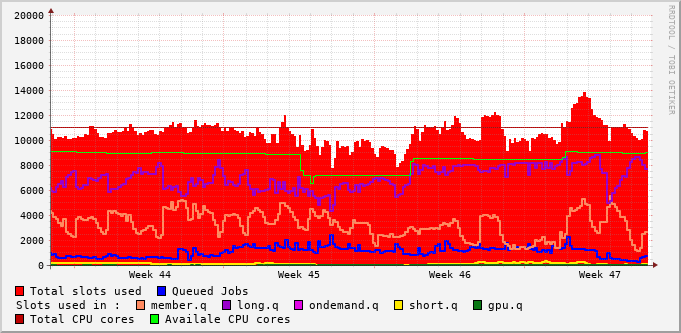 20000
18000
16000
14000
12000
10000
8000
6000
4000
2000
0
Week 44 Week 45 Week 46 Week 47
Total slots used Queued Jobs
Slots used in : member.q long.q ondemand.q short.q gpu.q
Total CPU cores Availale CPU cores
RRDTOOL / TOBI OETIKER